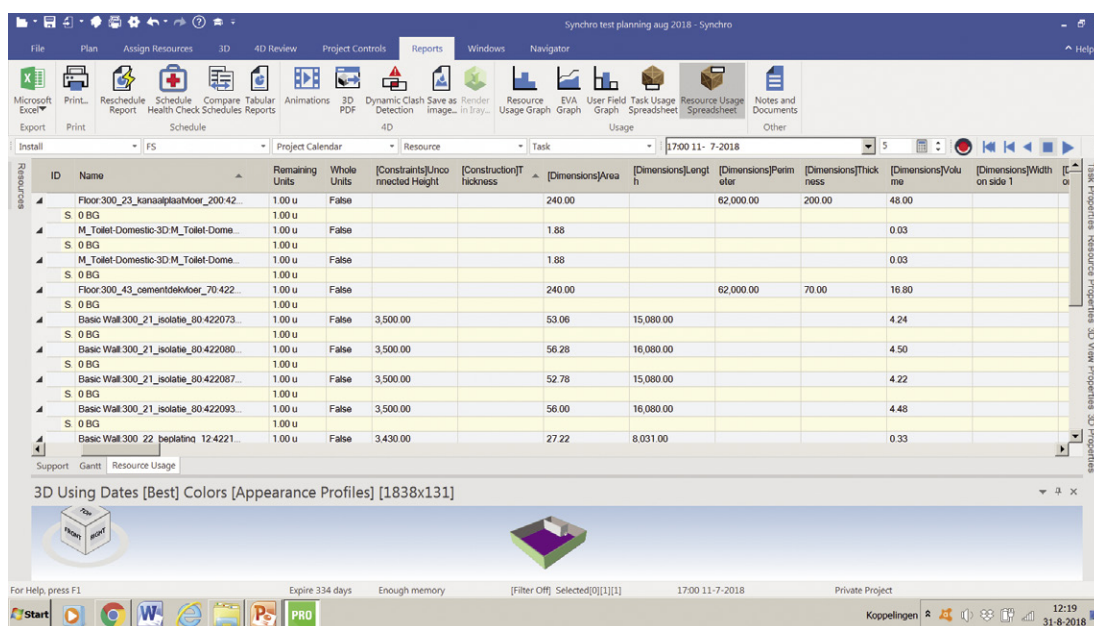 Synchro test planning aug 2018 - Synchro
File Plan Assign Resources 3D 4D Review Project Controls Reports Windows Navigator Help
Microsoft Excel Print... Reschedule Report Schedule Health Check Compare Schedules Tabular Reports Animations 3D PDF Dynamic Clash Detection Save as image... Render in Iray... Resource Usage Graph EVA Graph User Field Graph Task Usage Spreadsheet Resource Usage Spreadsheet Notes and Documents
Export Print Schedule 4D Usage Other
Install FS Project Calendar Resource Task 17:00 11- 7-2018 5
Resources
ID Name Remaining Units Whole Units [Constraints]Unconnected Height [Construction]Thickness [Dimensions]Area [Dimensions]Length [Dimensions]Perimeter [Dimensions]Thickness [Dimensions]Volume [Dimensions]Width on side 1
Floor:300_23_kanaalplaatvloer_200:42... 1.00 u False 240.00 62,000.00 200.00 48.00
S. 0 BG 1.00 u
M_Toilet-Domestic-3D:M_Toilet-Dome... 1.00 u False 1.88 0.03
S. 0 BG 1.00 u
M_Toilet-Domestic-3D:M_Toilet-Dome... 1.00 u False 1.88 0.03
S. 0 BG 1.00 u
Floor:300_43_cementdekvloer_70:422... 1.00 u False 240.00 62,000.00 70.00 16.80
S. 0 BG 1.00 u
Basic Wall:300_21_isolatie_80:422073... 1.00 u False 3,500.00 53.06 15,080.00 4.24
S. 0 BG 1.00 u
Basic Wall:300_21_isolatie_80:422080... 1.00 u False 3,500.00 56.28 16,080.00 4.50
S. 0 BG 1.00 u
Basic Wall:300_21_isolatie_80:422087... 1.00 u False 3,500.00 52.78 15,080.00 4.22
S. 0 BG 1.00 u
Basic Wall:300_21_isolatie_80:422093... 1.00 u False 3,500.00 56.00 16,080.00 4.48
S. 0 BG 1.00 u
Basic Wall:300_22_beplating_12:4221... 1.00 u False 3,430.00 27.22 8,031.00 0.33
Task Properties Resource Properties 3D View Properties 3D Properties
Support Gantt Resource Usage
3D Using Dates [Best] Colors [Appearance Profiles] [1838x131]
TOP
FRONT RIGHT
For Help, press F1 Expire 334 days Enough memory [Filter Off] Selected[0][1][1] 17:00 11-7-2018 Private Project
Start PRO Koppelingen 12:19
31-8-2018